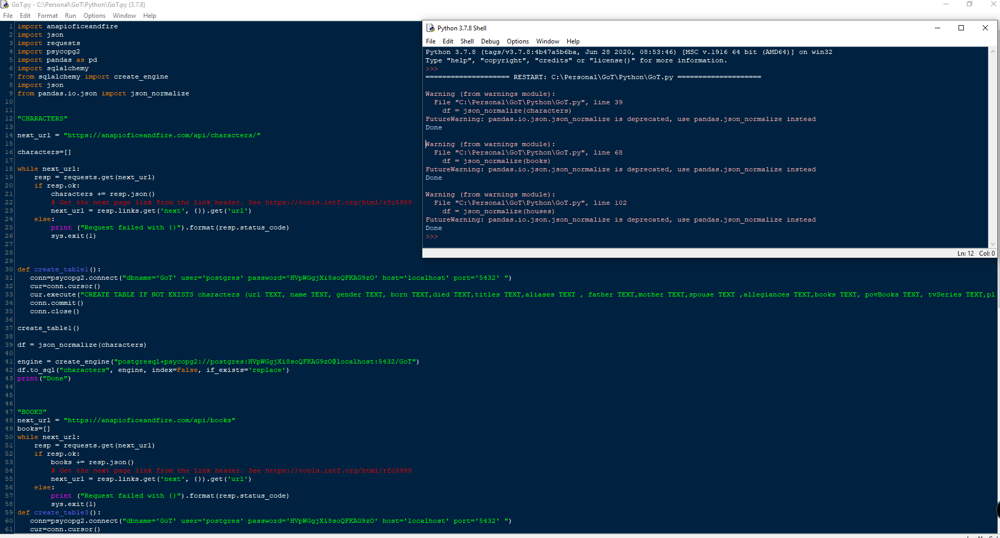 GoT.py - C:\Personal\GoT\Python\GoT.py (3.7.8)
File Edit Format Run Options Window Help
1 import anapioficeandfire
2 import json
3 import requests
4 import psycopg2
5 import pandas as pd
6 import sqlalchemy
7 from sqlalchemy import create_engine
8 import json
9 from pandas.io.json import json_normalize
10
11
12 "CHARACTERS"
13
14 next_url = "https://anapioficeandfire.com/api/characters/"
15
16 characters=[]
17
18 while next_url:
19     resp = requests.get(next_url)
20     if resp.ok:
21         characters += resp.json()
22         # Get the next page link from the Link header. See https://tools.ietf.org/html/rfc5988
23         next_url = resp.links.get('next', {}).get('url')
24     else:
25         print ("Request failed with {}").format(resp.status_code)
26         sys.exit(1)
27
28
29
30 def create_table1():
31    conn=psycopg2.connect("dbname='GoT' user='postgres' password='HVpWGgjXi8soQFKAG9zO' host='localhost' port='5432' ")
32    cur=conn.cursor()
33    cur.execute("CREATE TABLE IF NOT EXISTS characters (url TEXT, name TEXT, gender TEXT, born TEXT,died TEXT,titles TEXT,aliases TEXT , father TEXT,mother TEXT,spouse TEXT ,allegiances TEXT,books TEXT, povBooks TEXT, tvSeries TEXT,pl
34    conn.commit()
35    conn.close()
36
37 create_table1()
38
39 df = json_normalize(characters)
40
41 engine = create_engine("postgresql+psycopg2://postgres:HVpWGgjXi8soQFKAG9zO@localhost:5432/GoT")
42 df.to_sql("characters", engine, index=False, if_exists='replace')
43 print("Done")
44
45
46
47 "BOOKS"
48 next_url = "https://anapioficeandfire.com/api/books"
49 books=[]
50 while next_url:
51     resp = requests.get(next_url)
52     if resp.ok:
53         books += resp.json()
54         # Get the next page link from the Link header. See https://tools.ietf.org/html/rfc5988
55         next_url = resp.links.get('next', {}).get('url')
56     else:
57         print ("Request failed with {}").format(resp.status_code)
58         sys.exit(1)
59 def create_table3():
60    conn=psycopg2.connect("dbname='GoT' user='postgres' password='HVpWGgjXi8soQFKAG9zO' host='localhost' port='5432' ")
61    cur=conn.cursor()
Python 3.7.8 Shell
File Edit Shell Debug Options Window Help
Python 3.7.8 (tags/v3.7.8:4b47a5b6ba, Jun 28 2020, 08:53:46) [MSC v.1916 64 bit (AMD64)] on win32
Type "help", "copyright", "credits" or "license()" for more information.
>>>
==================== RESTART: C:\Personal\GoT\Python\GoT.py ====================
Warning (from warnings module):
  File "C:\Personal\GoT\Python\GoT.py", line 39
    df = json_normalize(characters)
FutureWarning: pandas.io.json.json_normalize is deprecated, use pandas.json_normalize instead
Done
Warning (from warnings module):
  File "C:\Personal\GoT\Python\GoT.py", line 68
    df = json_normalize(books)
FutureWarning: pandas.io.json.json_normalize is deprecated, use pandas.json_normalize instead
Done
Warning (from warnings module):
  File "C:\Personal\GoT\Python\GoT.py", line 102
    df = json_normalize(houses)
FutureWarning: pandas.io.json.json_normalize is deprecated, use pandas.json_normalize instead
Done
>>>
Ln: 12 Col: 0